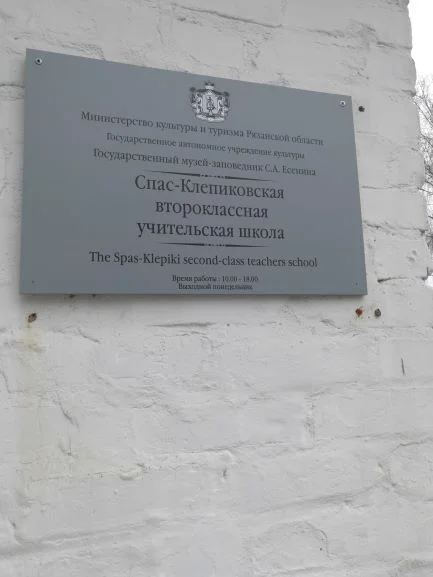 Министерство культуры и туризма Рязанской области
Государственное автономное учреждение культуры
Государственный музей-заповедник С.А. Есенина
Спас-Клепиковская
второклассная
учительская школа
The Spas-Klepiki second-class teachers school
Время работы : 10.00 - 18.00
Выходной понедельник